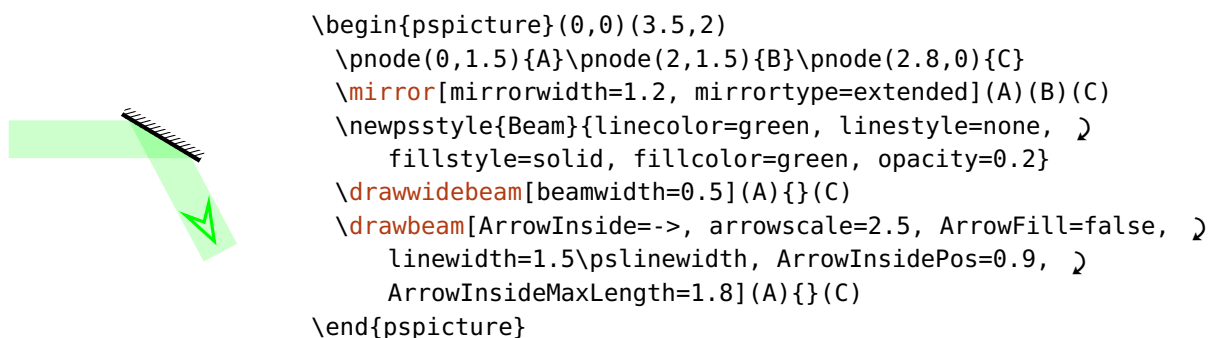 \begin{pspicture}(0,0)(3.5,2)
\pnode(0,1.5){A}\pnode(2,1.5){B}\pnode(2.8,0){C}
\mirror[mirrorwidth=1.2, mirrortype=extended](A)(B)(C)
\newpsstyle{Beam}{linecolor=green, linestyle=none,
fillstyle=solid, fillcolor=green, opacity=0.2}
\drawwidebeam[beamwidth=0.5](A){}(C)
\drawbeam[ArrowInside=->, arrowscale=2.5, ArrowFill=false,
linewidth=1.5\pslinewidth, ArrowInsidePos=0.9,
ArrowInsideMaxLength=1.8](A){}(C)
\end{pspicture}